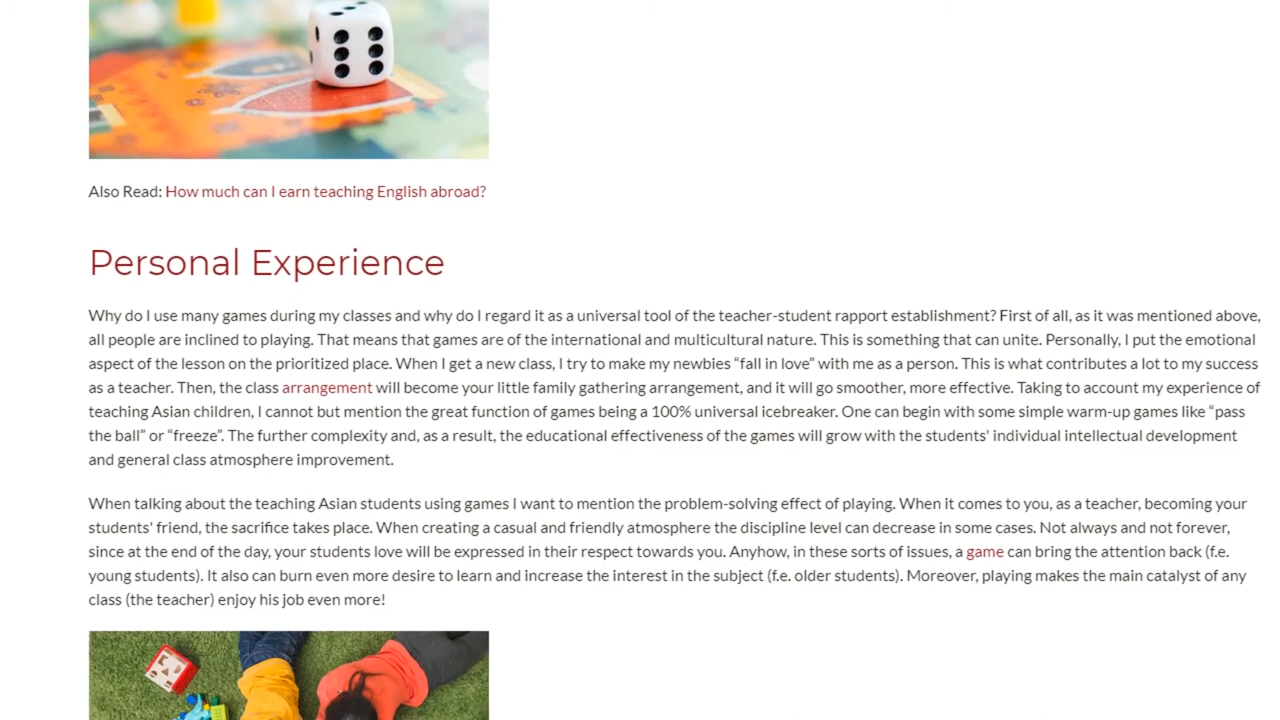 Also Read: How much can I earn teaching English abroad?
Personal Experience
Why do I use many games during my classes and why do I regard it as a universal tool of the teacher-student rapport establishment? First of all, as it was mentioned above,
all people are inclined to playing. That means that games are of the international and multicultural nature. This is something that can unite. Personally, I put the emotional
aspect of the lesson on the prioritized place. When I get a new class, I try to make my newbies “fall in love” with me as a person. This is what contributes a lot to my success
as a teacher. Then, the class arrangement will become your little family gathering arrangement, and it will go smoother, more effective. Taking to account my experience of
teaching Asian children, I cannot but mention the great function of games being a 100% universal icebreaker. One can begin with some simple warm-up games like “pass
the ball” or “freeze”. The further complexity and, as a result, the educational effectiveness of the games will grow with the students' individual intellectual development
and general class atmosphere improvement.
When talking about the teaching Asian students using games I want to mention the problem-solving effect of playing. When it comes to you, as a teacher, becoming your
students' friend, the sacrifice takes place. When creating a casual and friendly atmosphere the discipline level can decrease in some cases. Not always and not forever,
since at the end of the day, your students love will be expressed in their respect towards you. Anyhow, in these sorts of issues, a game can bring the attention back (f.e.
young students). It also can burn even more desire to learn and increase the interest in the subject (f.e. older students). Moreover, playing makes the main catalyst of any
class (the teacher) enjoy his job even more!